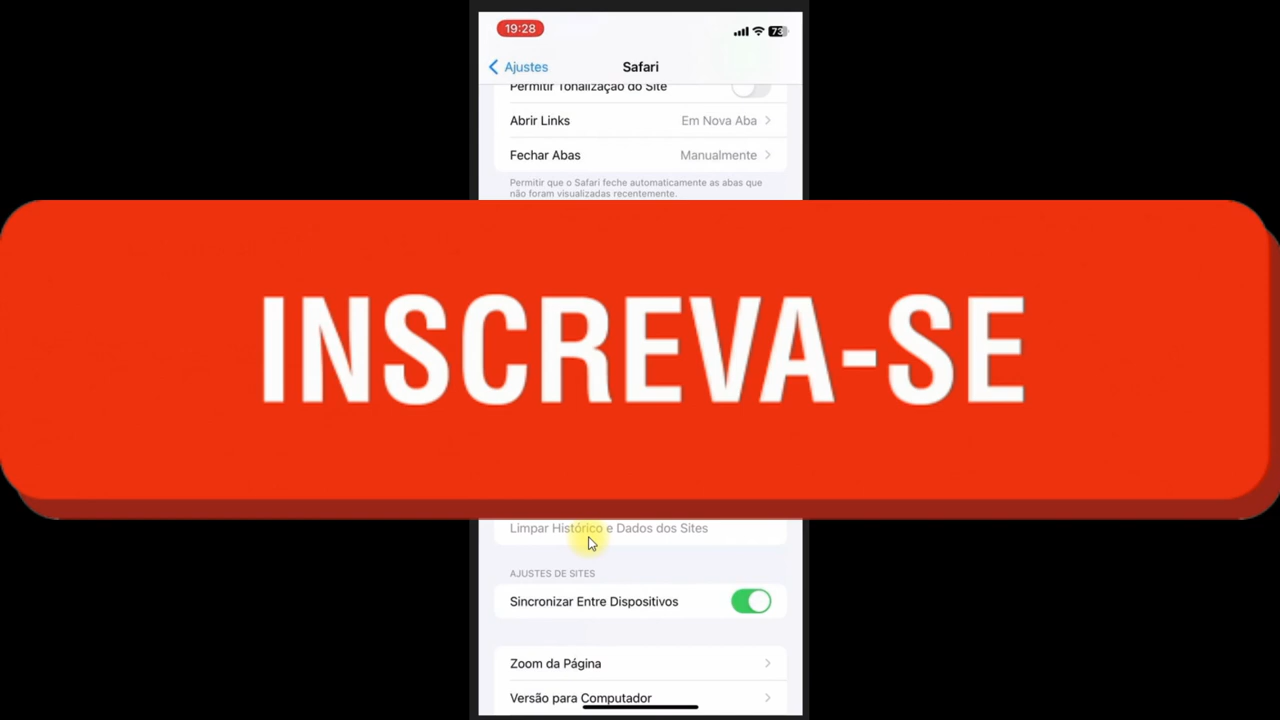 19:28
73
Ajustes
Safari
Permitir Tonalização do Site
Abrir Links
Em Nova Aba
Fechar Abas
Manualmente
Permitir que o Safari feche automaticamente as abas que
não foram visualizadas recentemente.
INSCREVA-SE
Limpar Histórico e Dados dos Sites
AJUSTES DE SITES
Sincronizar Entre Dispositivos
Zoom da Página
Versão para Computador